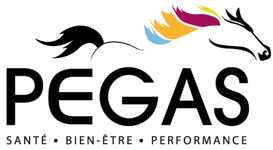 PEGAS
SANTÉ • BIEN-ÊTRE • PERFORMANCE